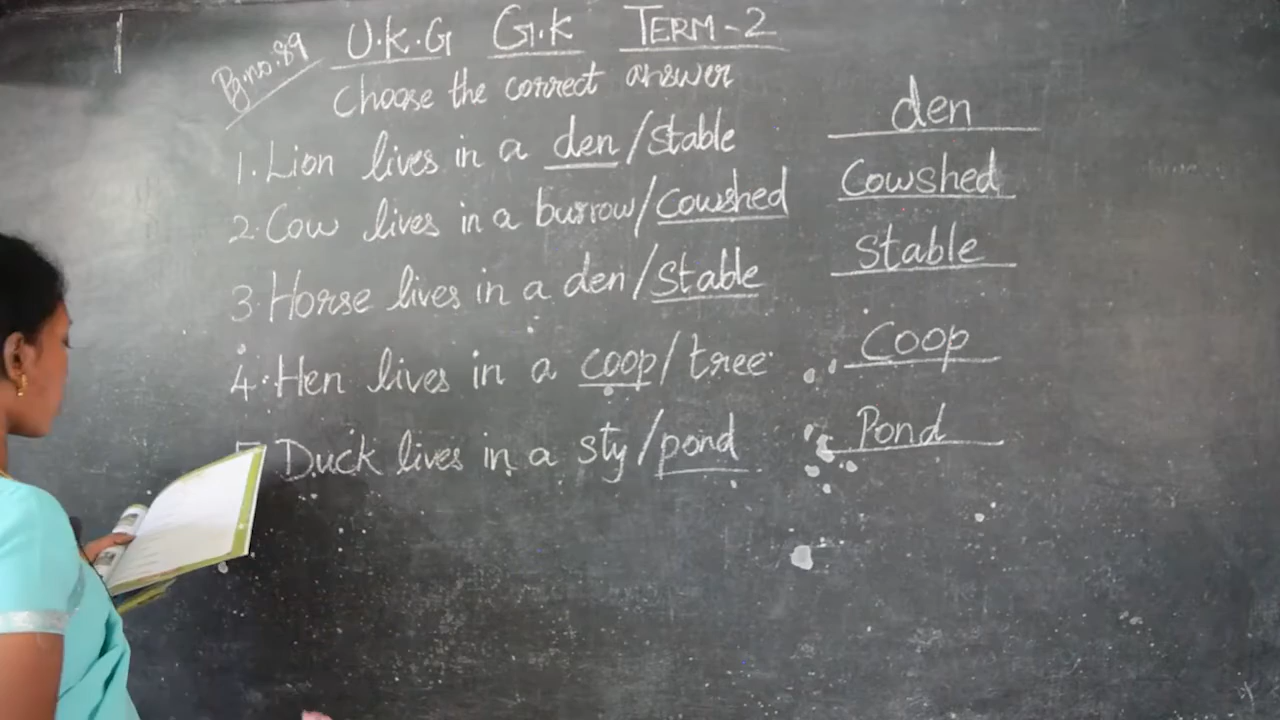 Pg.no:89 U.K.G G.K TERM-2
Choose the correct answer
1. Lion lives in a den/stable den
2. Cow lives in a burrow/cowshed Cowshed
3. Horse lives in a den/stable stable
4. Hen lives in a coop/tree Coop
Duck lives in a sty/pond Pond